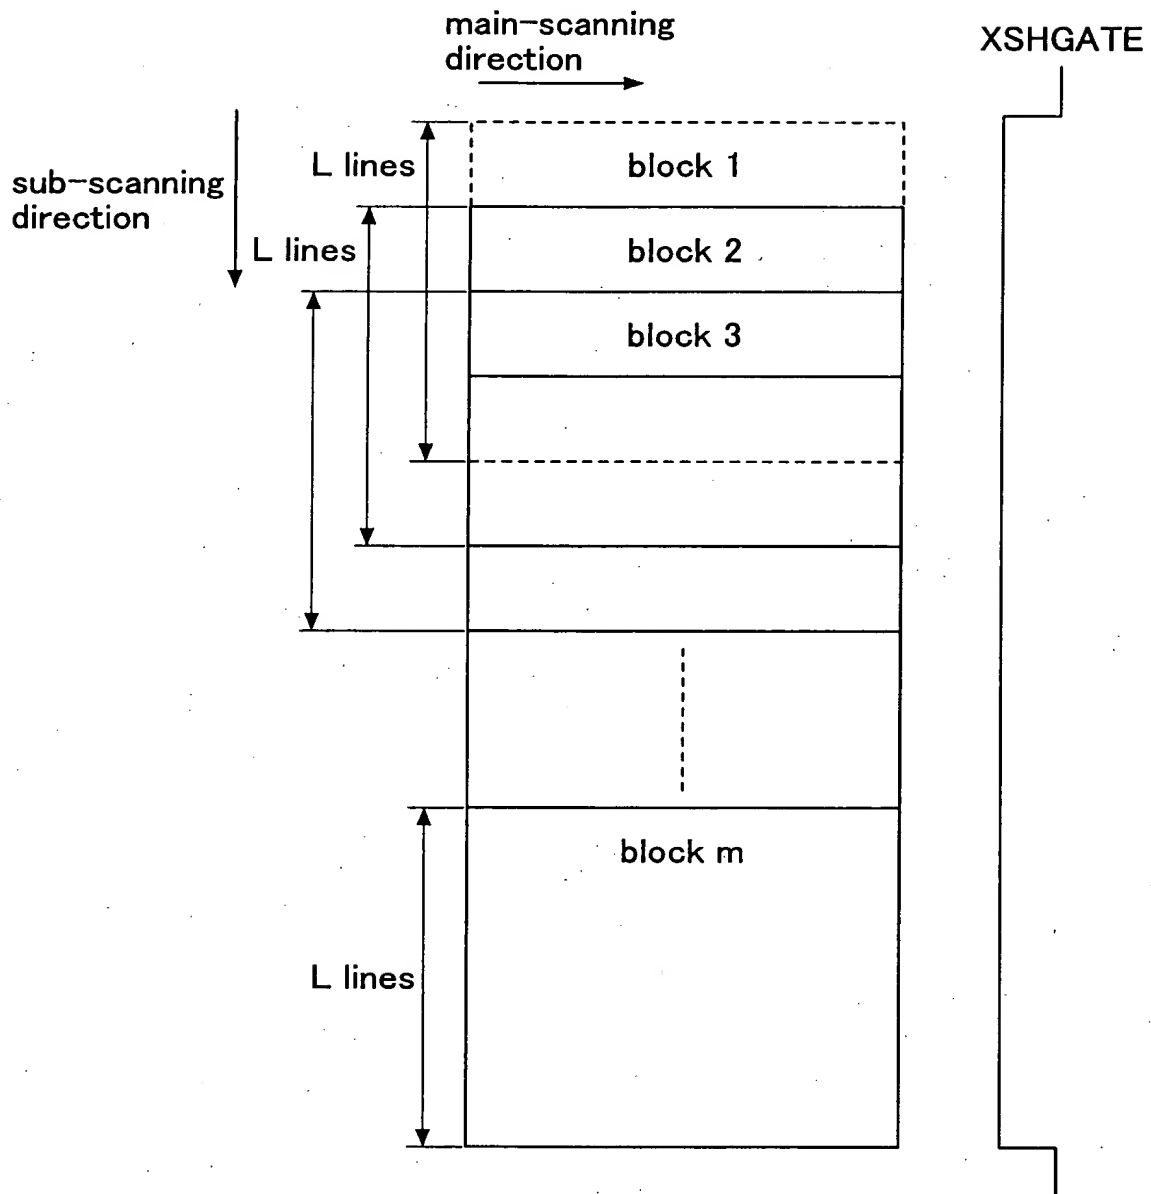 main-scanning
direction
XSHGATE
L lines
block 1
sub-scanning
direction
L lines
block 2
block 3
block m
L lines